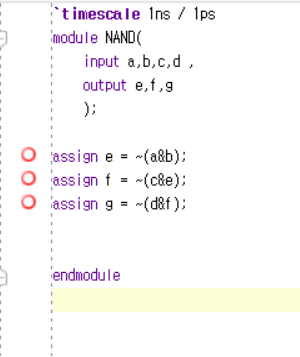 `timescale 1ns / 1ps
module NAND(
input a,b,c,d ,
output e,f,g
);
assign e = ~(a&b);
assign f = ~(c&e);
assign g = ~(d&f);
endmodule